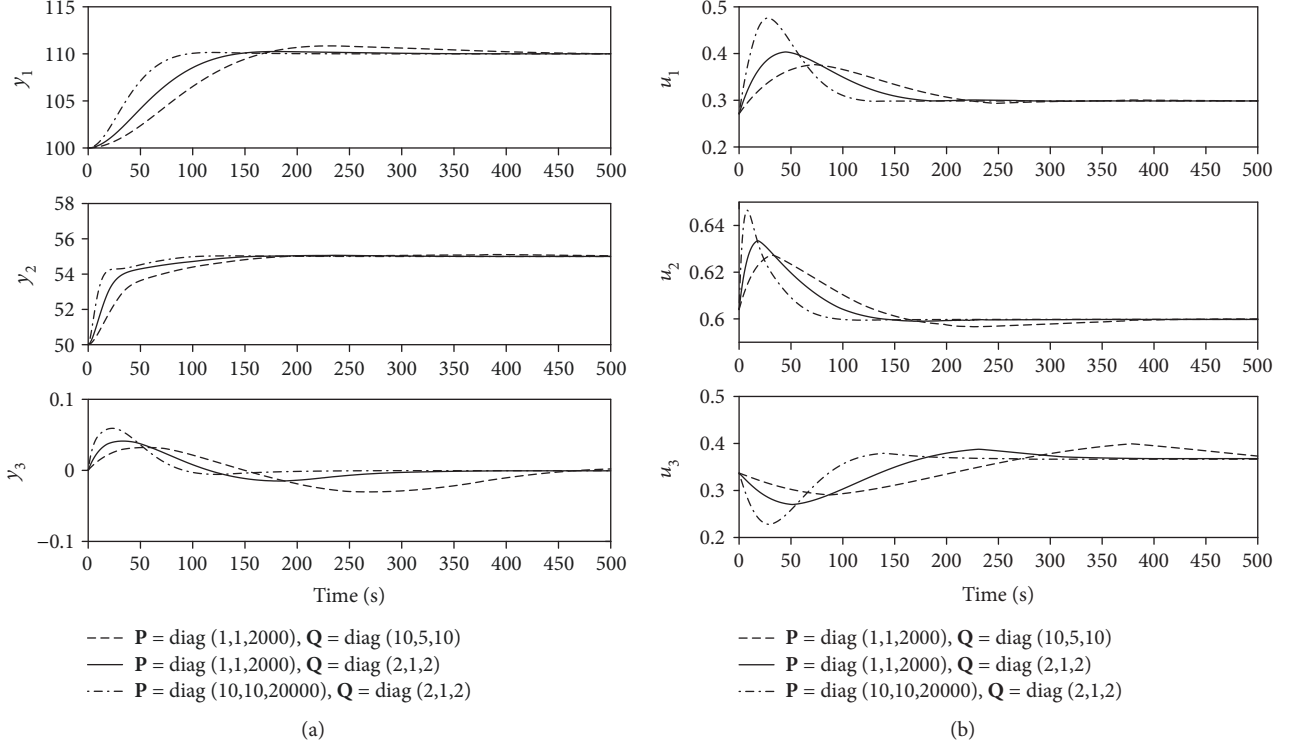 115
110
105
100
y1
0 50 100 150 200 250 300 350 400 450 500
58
56
54
52
50
y2
0 50 100 150 200 250 300 350 400 450 500
0.1
0
−0.1
y3
0 50 100 150 200 250 300 350 400 450 500
Time (s)
P = diag (1,1,2000), Q = diag (10,5,10)
P = diag (1,1,2000), Q = diag (2,1,2)
P = diag (10,10,20000), Q = diag (2,1,2)
(a)
0.5
0.4
0.3
0.2
u1
0 50 100 150 200 250 300 350 400 450 500
0.64
0.62
0.6
u2
0 50 100 150 200 250 300 350 400 450 500
0.5
0.4
0.3
0.2
u3
0 50 100 150 200 250 300 350 400 450 500
Time (s)
P = diag (1,1,2000), Q = diag (10,5,10)
P = diag (1,1,2000), Q = diag (2,1,2)
P = diag (10,10,20000), Q = diag (2,1,2)
(b)